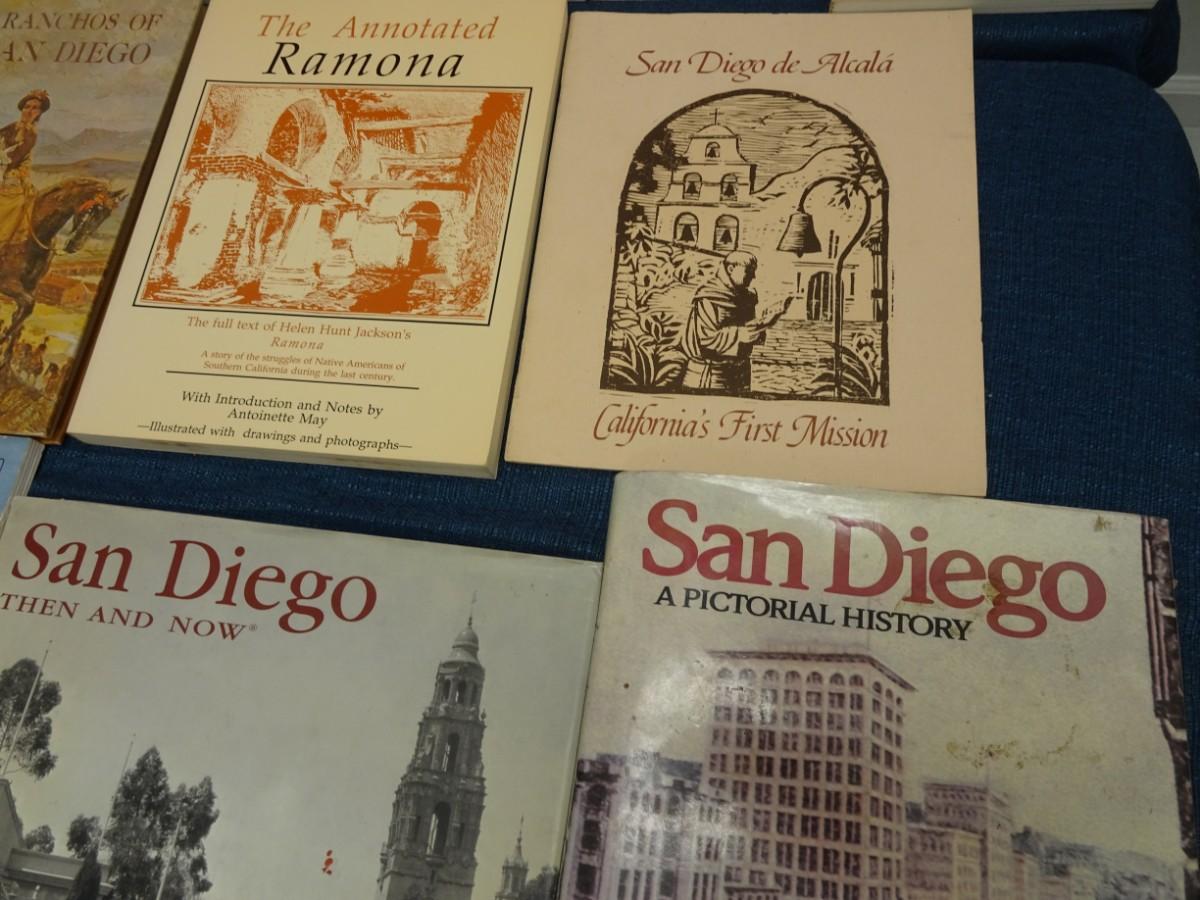 RANCHOS OF
SAN DIEGO
The Annotated
Ramona
The full text of Helen Hunt Jackson's
Ramona
A story of the struggles of Native Americans of
Southern California during the last century.
With Introduction and Notes by
Antoinette May
—Illustrated with drawings and photographs—
San Diego de Alcalá
California's First Mission
San Diego
THEN AND NOW®
San Diego
A PICTORIAL HISTORY